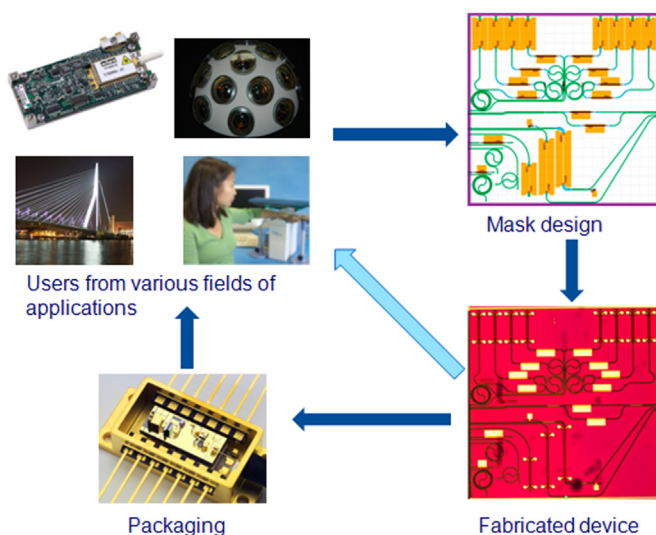 Mask design
Users from various fields of
applications
Packaging
Fabricated device